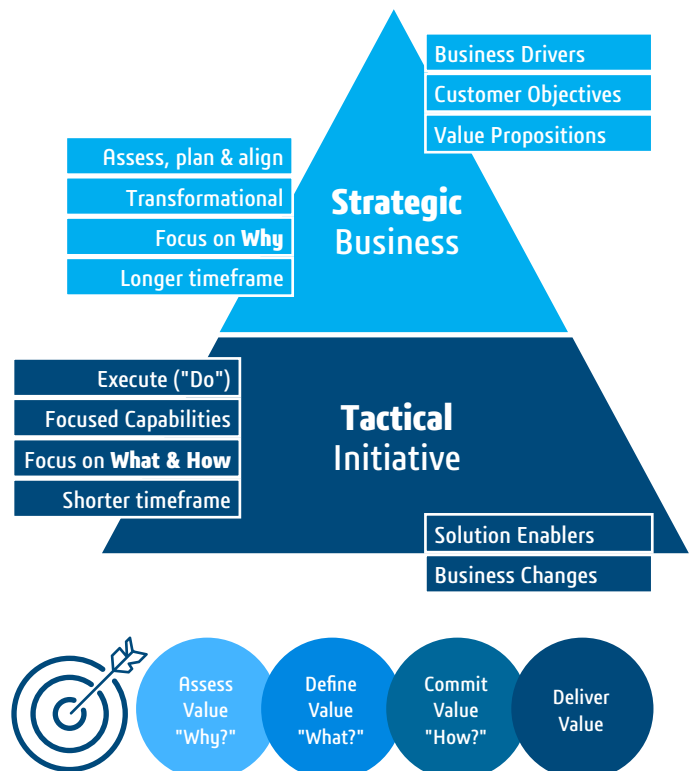 Business Drivers
Customer Objectives
Value Propositions
Assess, plan & align
Transformational
Focus on Why
Longer timeframe
Strategic
Business
Execute ("Do")
Focused Capabilities
Focus on What & How
Shorter timeframe
Tactical
Initiative
Solution Enablers
Business Changes
Assess
Value
"Why?"
Define
Value
"What?"
Commit
Value
"How?"
Deliver
Value